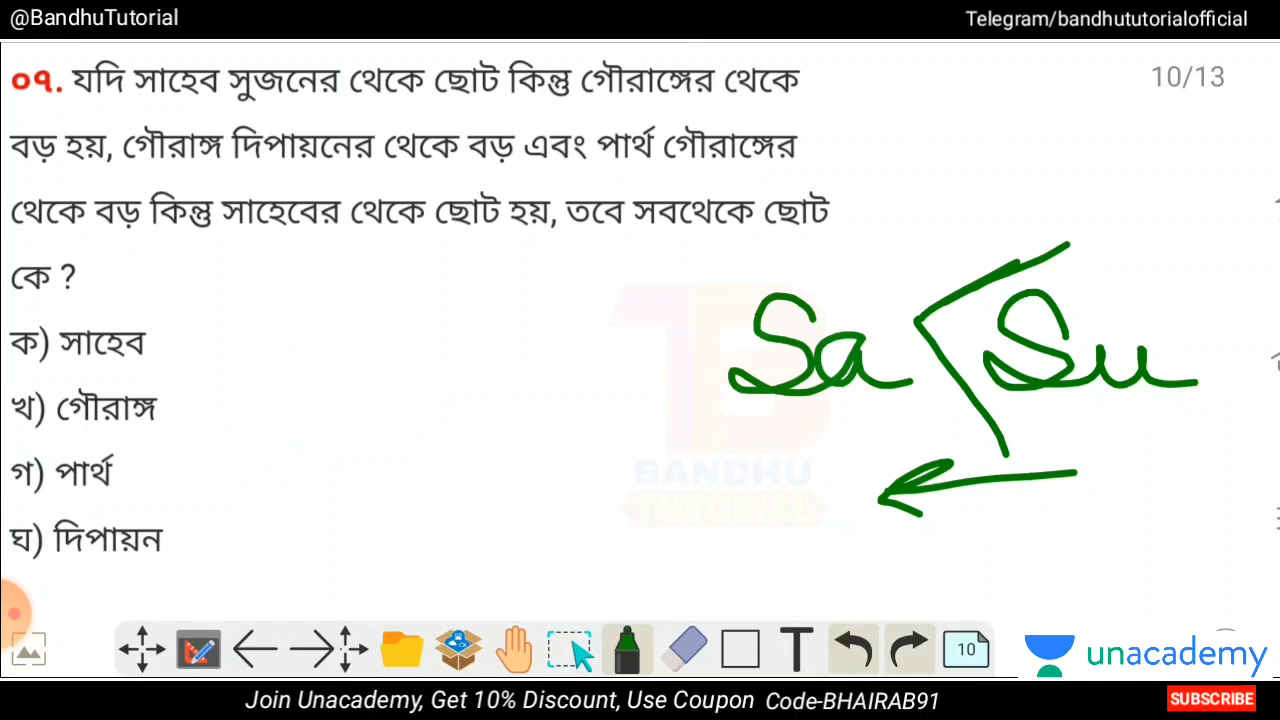 @BandhuTutorial
Telegram/bandhututorialofficial
০৭. যদি সাহেব সুজনের থেকে ছোট কিন্তু গৌরাঙ্গের থেকে
10/13
বড় হয়, গৌরাঙ্গ দিপায়নের থেকে বড় এবং পার্থ গৌরাঙ্গের
থেকে বড় কিন্তু সাহেবের থেকে ছোট হয়, তবে সবথেকে ছোট
কে ?
ক) সাহেব
খ) গৌরাঙ্গ
গ) পার্থ
ঘ) দিপায়ন
Sa < Su
BANDHU
TUTORIAL
10
unacademy
Join Unacademy, Get 10% Discount, Use Coupon Code-BHAIRAB91
SUBSCRIBE